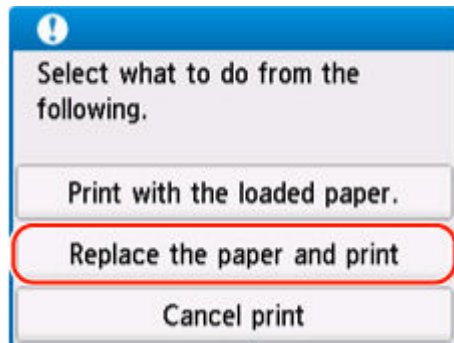 Select what to do from the
following.
Print with the loaded paper.
Replace the paper and print
Cancel print